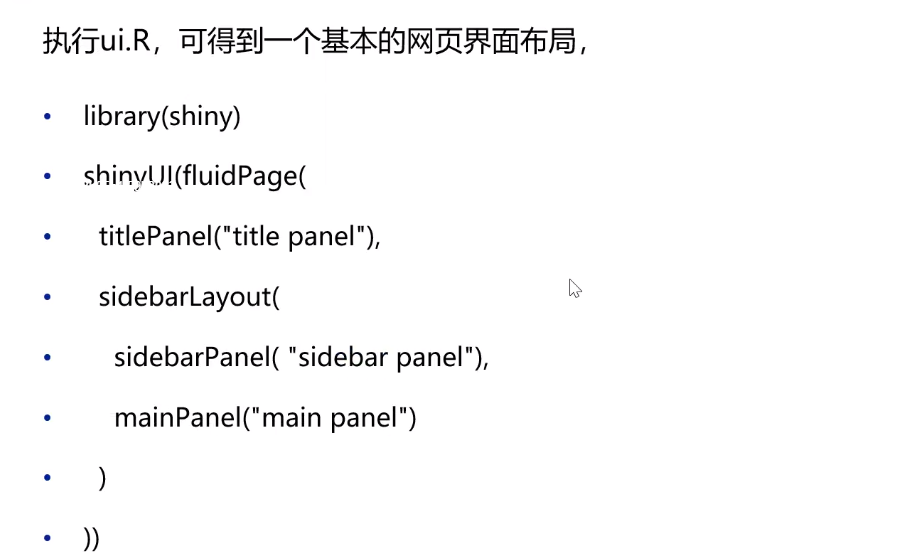 执行ui.R，可得到一个基本的网页界面布局，
• library(shiny)
• shinyUI(fluidPage(
• titlePanel("title panel"),
• sidebarLayout(
• sidebarPanel( "sidebar panel"),
• mainPanel("main panel")
• )
• ))